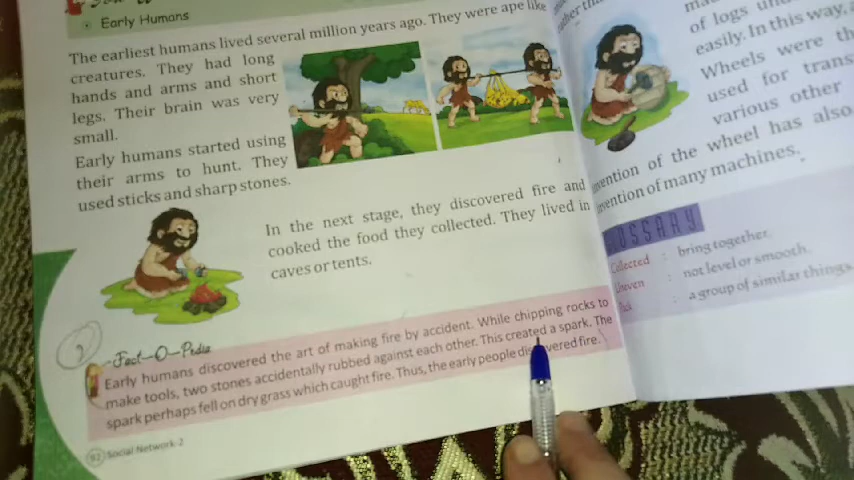 Early Humans
The earliest humans lived several million years ago. They were ape like
creatures. They had long
hands and arms and short
legs. Their brain was very
small.
Early humans started using
their arms to hunt. They
used sticks and sharp stones.
In the next stage, they discovered fire and
cooked the food they collected. They lived in
caves or tents.
Fact-O-Pedia
Early humans discovered the art of making fire by accident. While chipping rocks to
make tools, two stones accidentally rubbed against each other. This created a spark. The
spark perhaps fell on dry grass which caught fire. Thus, the early people discovered fire.
92 Social Network-2
of logs
easily. In this way,
Wheels were
used for
various other
of the wheel has also
of many machines.
Collected : bring together.
Uneven : not level or smooth.
: a group of similar things